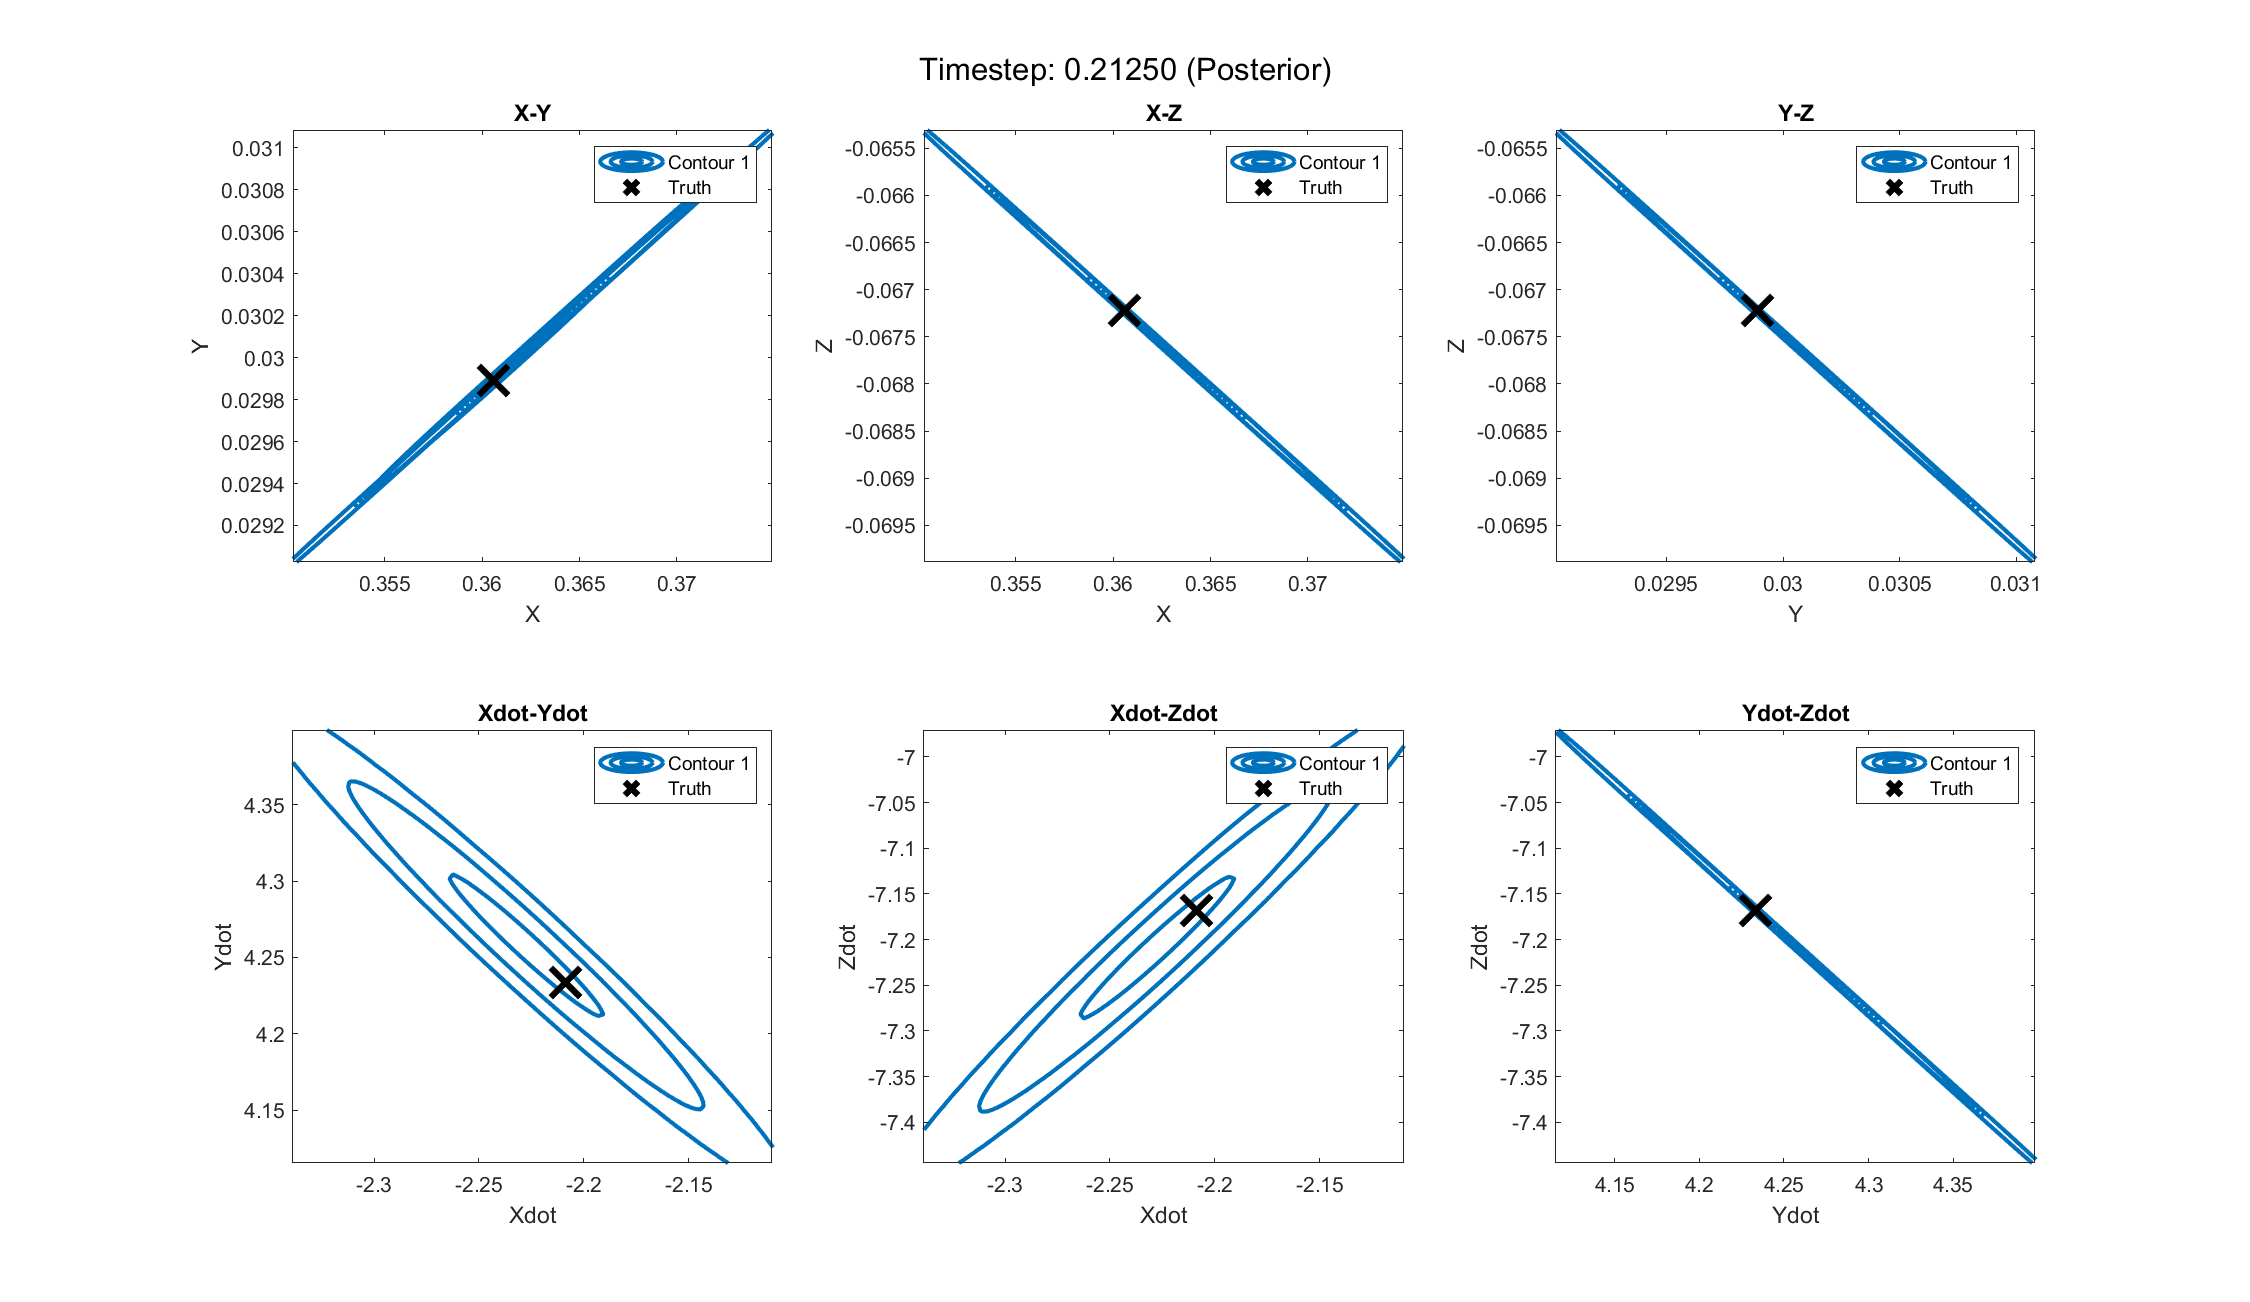 Timestep: 0.21250 (Posterior)
X-Y
0.031
0.0308
0.0306
0.0304
0.0302
0.03
0.0298
0.0296
0.0294
0.0292
Y
0.355 0.36 0.365 0.37
X
Contour 1
Truth
X-Z
-0.0655
-0.066
-0.0665
-0.067
-0.0675
-0.068
-0.0685
-0.069
-0.0695
Z
0.355 0.36 0.365 0.37
X
Contour 1
Truth
Y-Z
-0.0655
-0.066
-0.0665
-0.067
-0.0675
-0.068
-0.0685
-0.069
-0.0695
Z
0.0295 0.03 0.0305 0.031
Y
Contour 1
Truth
Xdot-Ydot
4.35
4.3
4.25
4.2
4.15
Ydot
-2.3 -2.25 -2.2 -2.15
Xdot
Contour 1
Truth
Xdot-Zdot
-7
-7.05
-7.1
-7.15
-7.2
-7.25
-7.3
-7.35
-7.4
Zdot
-2.3 -2.25 -2.2 -2.15
Xdot
Contour 1
Truth
Ydot-Zdot
-7
-7.05
-7.1
-7.15
-7.2
-7.25
-7.3
-7.35
-7.4
Zdot
4.15 4.2 4.25 4.3 4.35
Ydot
Contour 1
Truth